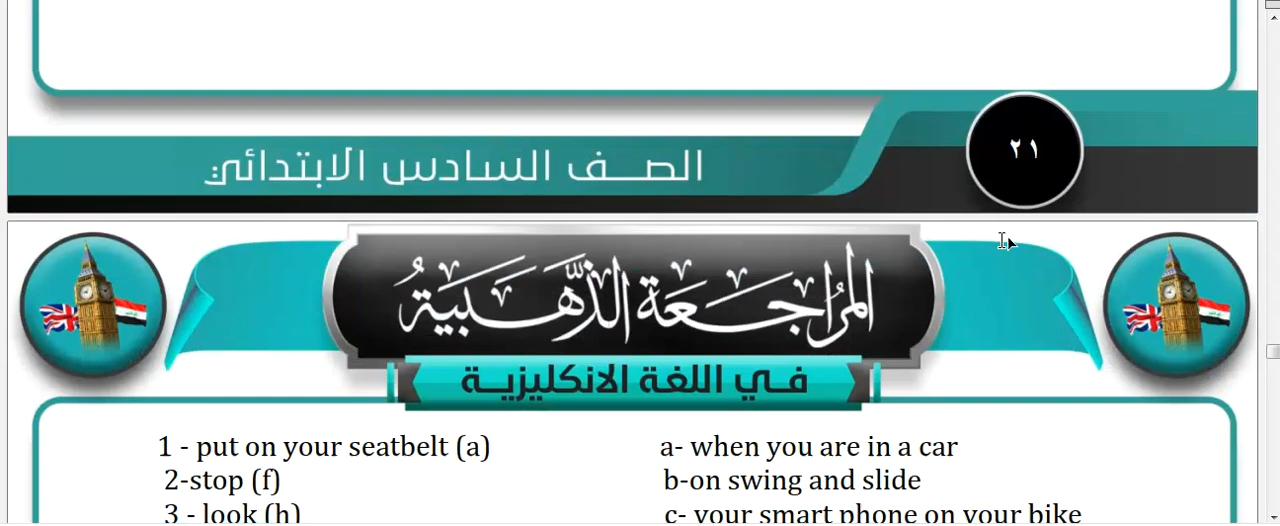 الصف السادس الابتدائي
٢١
المراجعة الذهبية
في اللغة الانكليزية
1 - put on your seatbelt (a) a- when you are in a car
2-stop (f) b-on swing and slide
3 - look (h) c- your smart phone on your bike